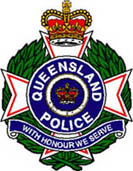 QUEENSLAND
POLICE
WITH HONOUR WE SERVE